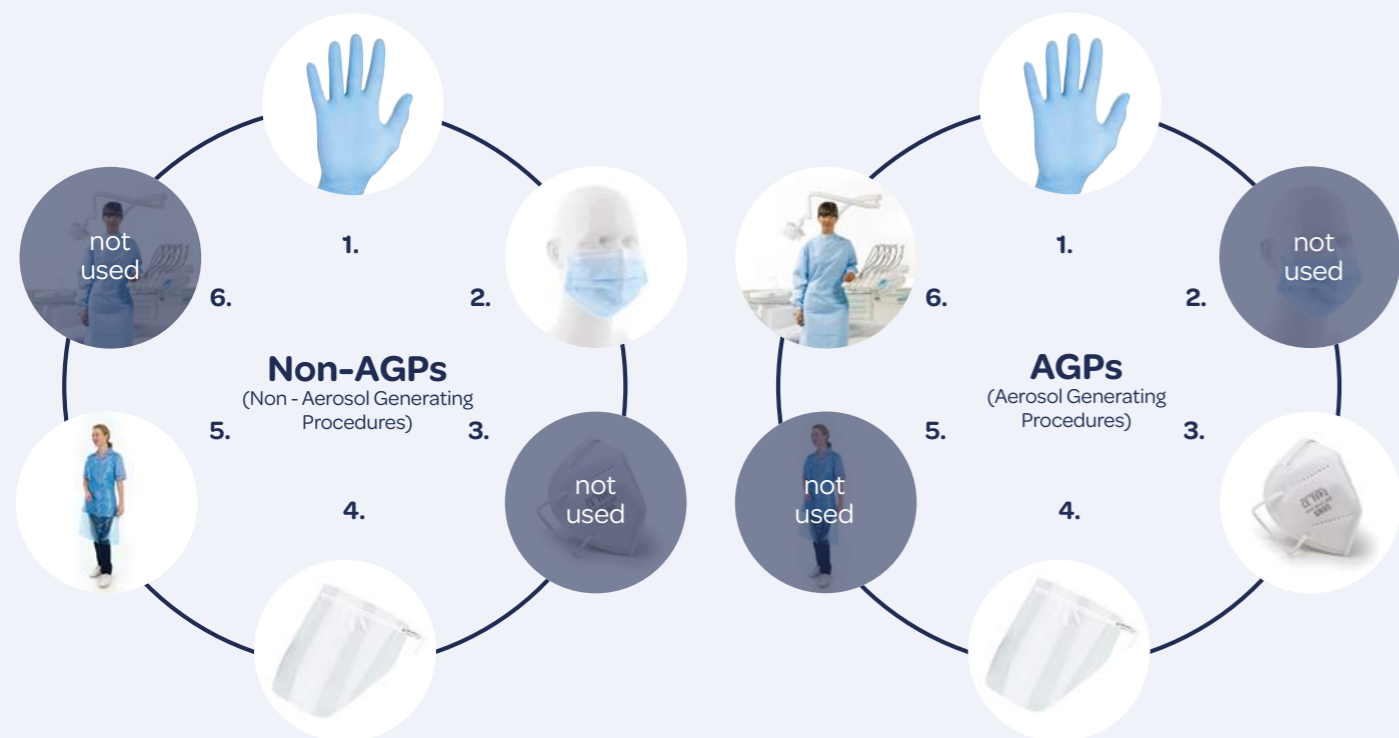 not
used
1.
6.
2.
Non-AGPs
(Non - Aerosol Generating
Procedures)
5.
3.
4.
not
used
1.
not
used
6.
2.
AGPs
(Aerosol Generating
Procedures)
5.
3.
4.
not
used